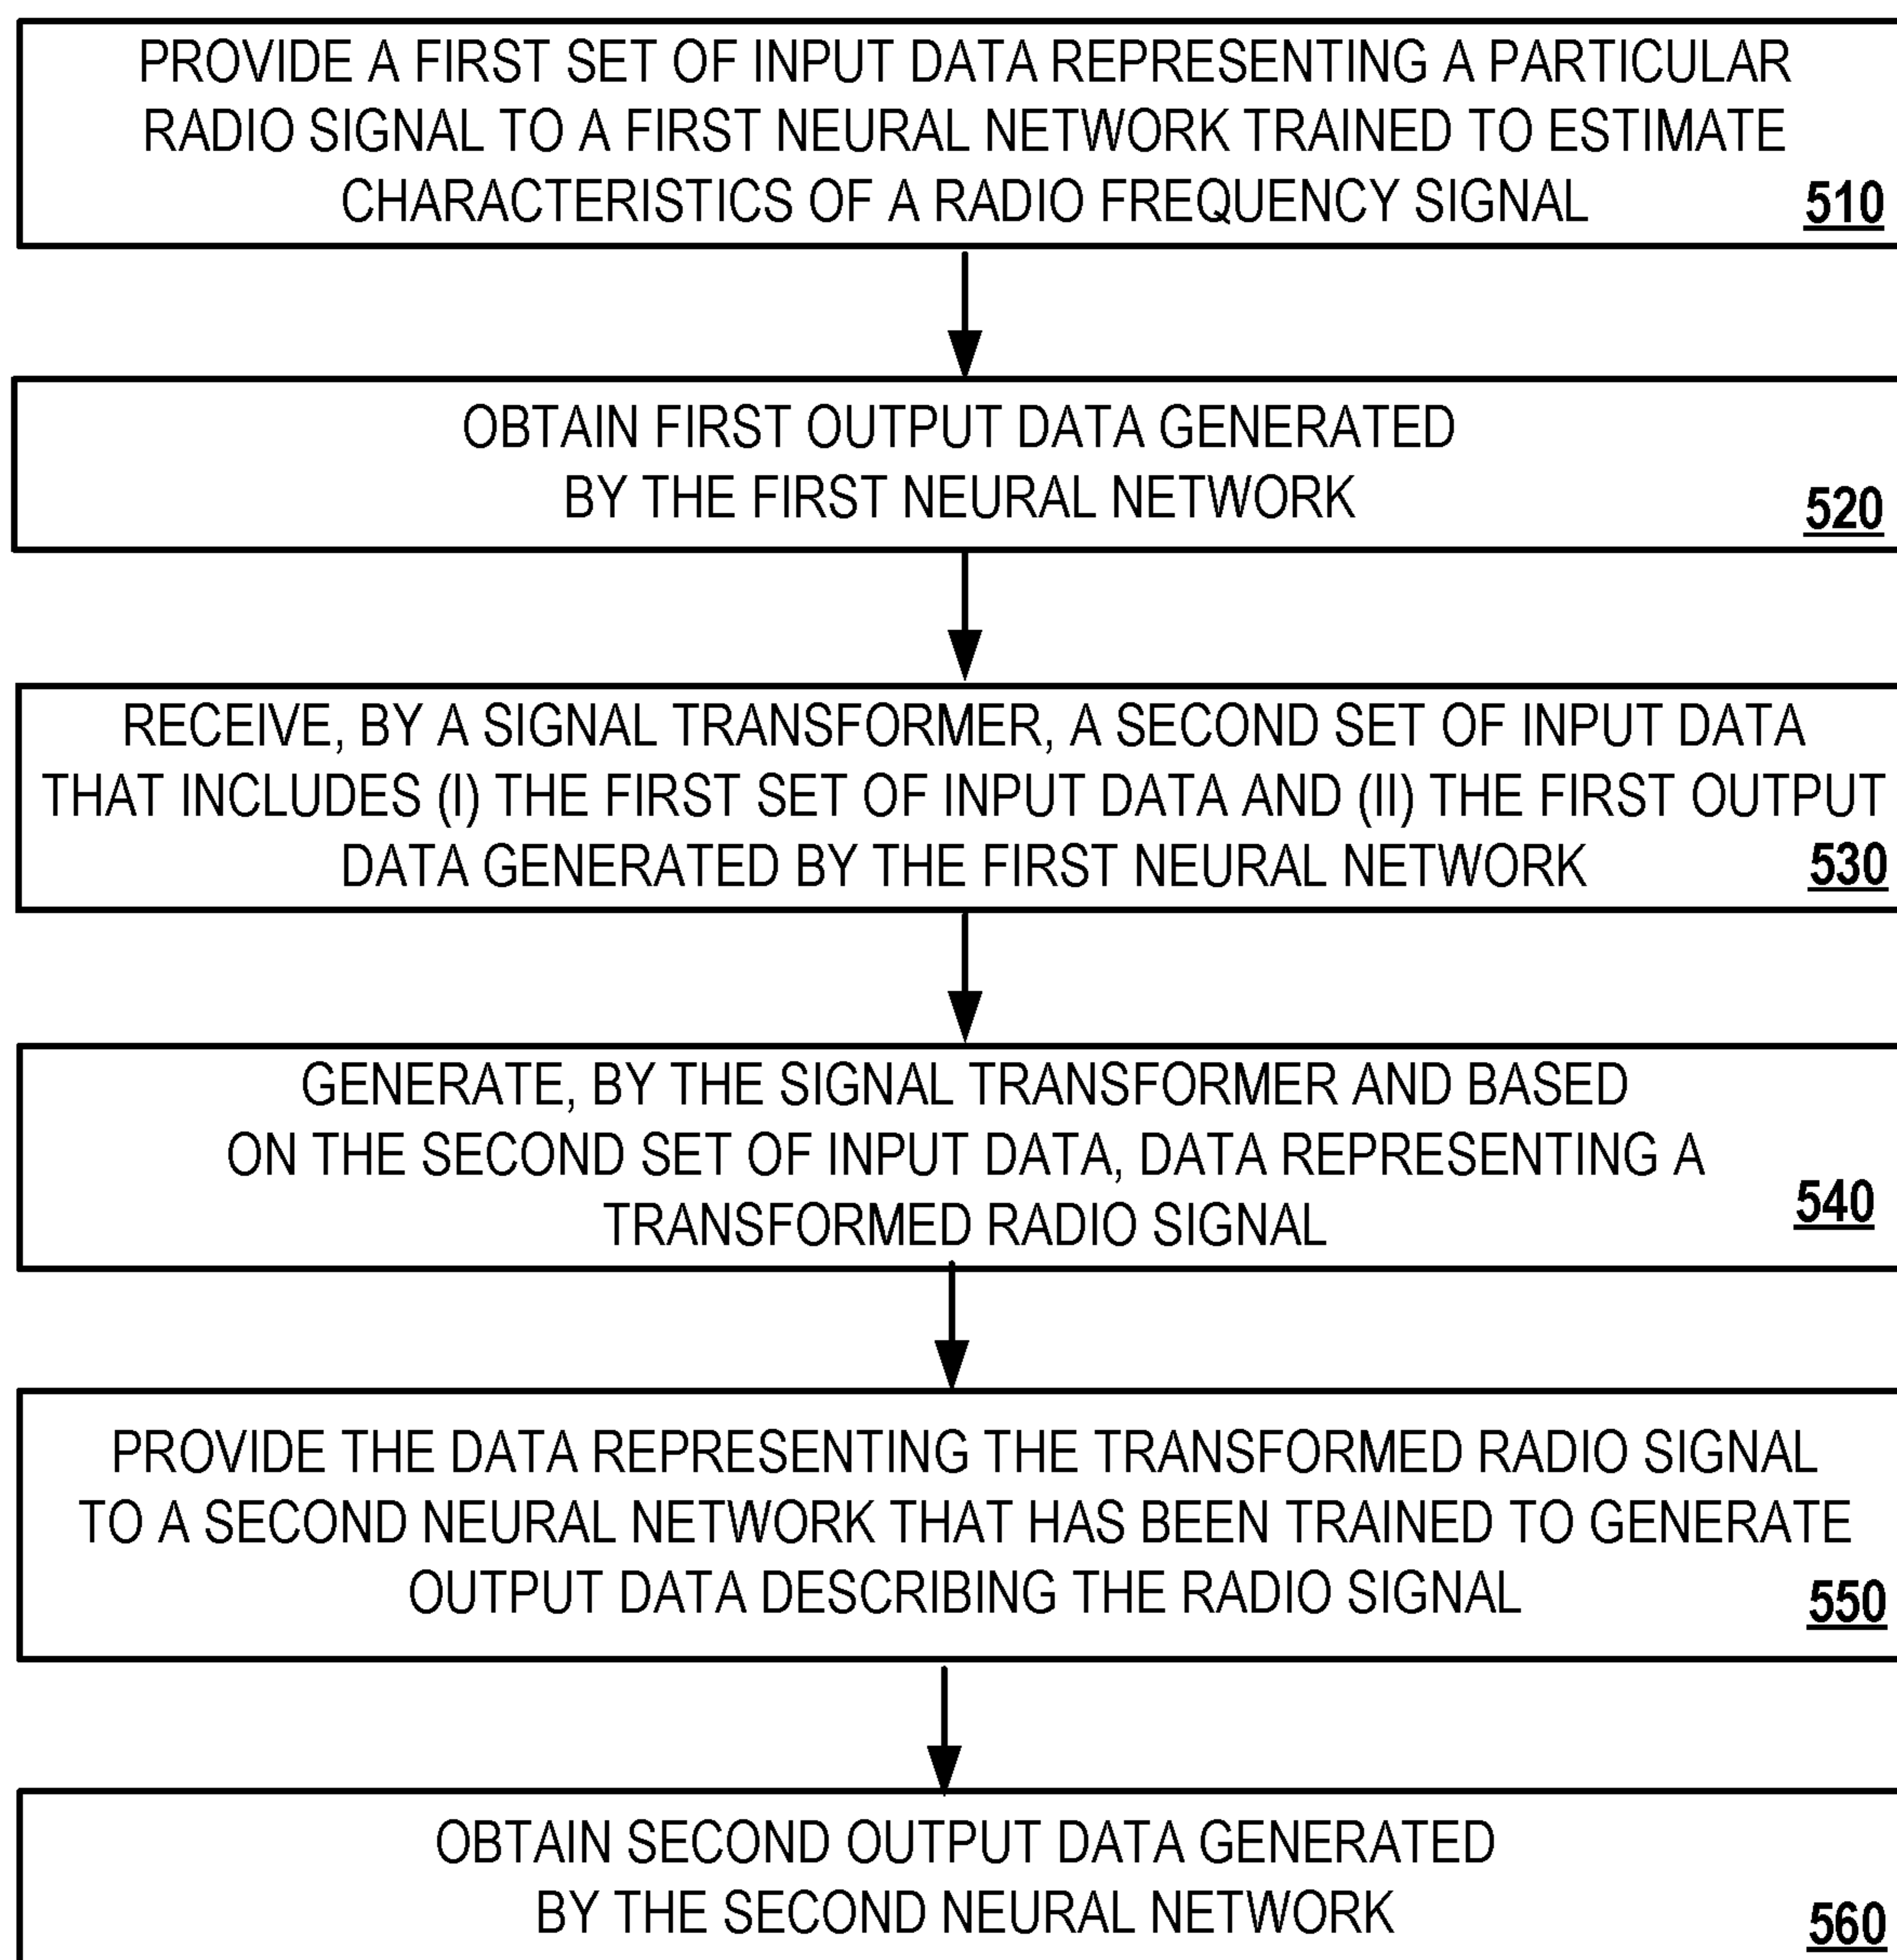 PROVIDE A FIRST SET OF INPUT DATA REPRESENTING A PARTICULAR
RADIO SIGNAL TO A FIRST NEURAL NETWORK TRAINED TO ESTIMATE
CHARACTERISTICS OF A RADIO FREQUENCY SIGNAL 510
OBTAIN FIRST OUTPUT DATA GENERATED
BY THE FIRST NEURAL NETWORK 520
RECEIVE, BY A SIGNAL TRANSFORMER, A SECOND SET OF INPUT DATA
THAT INCLUDES (I) THE FIRST SET OF INPUT DATA AND (II) THE FIRST OUTPUT
DATA GENERATED BY THE FIRST NEURAL NETWORK 530
GENERATE, BY THE SIGNAL TRANSFORMER AND BASED
ON THE SECOND SET OF INPUT DATA, DATA REPRESENTING A
TRANSFORMED RADIO SIGNAL 540
PROVIDE THE DATA REPRESENTING THE TRANSFORMED RADIO SIGNAL
TO A SECOND NEURAL NETWORK THAT HAS BEEN TRAINED TO GENERATE
OUTPUT DATA DESCRIBING THE RADIO SIGNAL 550
OBTAIN SECOND OUTPUT DATA GENERATED
BY THE SECOND NEURAL NETWORK 560